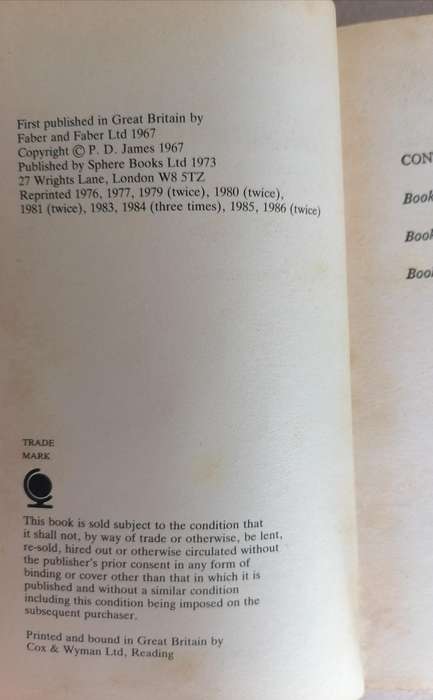 First published in Great Britain by
Faber and Faber Ltd 1967
Copyright © P. D. James 1967
Published by Sphere Books Ltd 1973
27 Wrights Lane, London W8 5TZ
Reprinted 1976, 1977, 1979 (twice), 1980 (twice),
1981 (twice), 1983, 1984 (three times), 1985, 1986 (twice)
TRADE
MARK
This book is sold subject to the condition that
it shall not, by way of trade or otherwise, be lent,
re-sold, hired out or otherwise circulated without
the publisher's prior consent in any form of
binding or cover other than that in which it is
published and without a similar condition
including this condition being imposed on the
subsequent purchaser.
Printed and bound in Great Britain by
Cox & Wyman Ltd, Reading
CON
Book
Book
Book